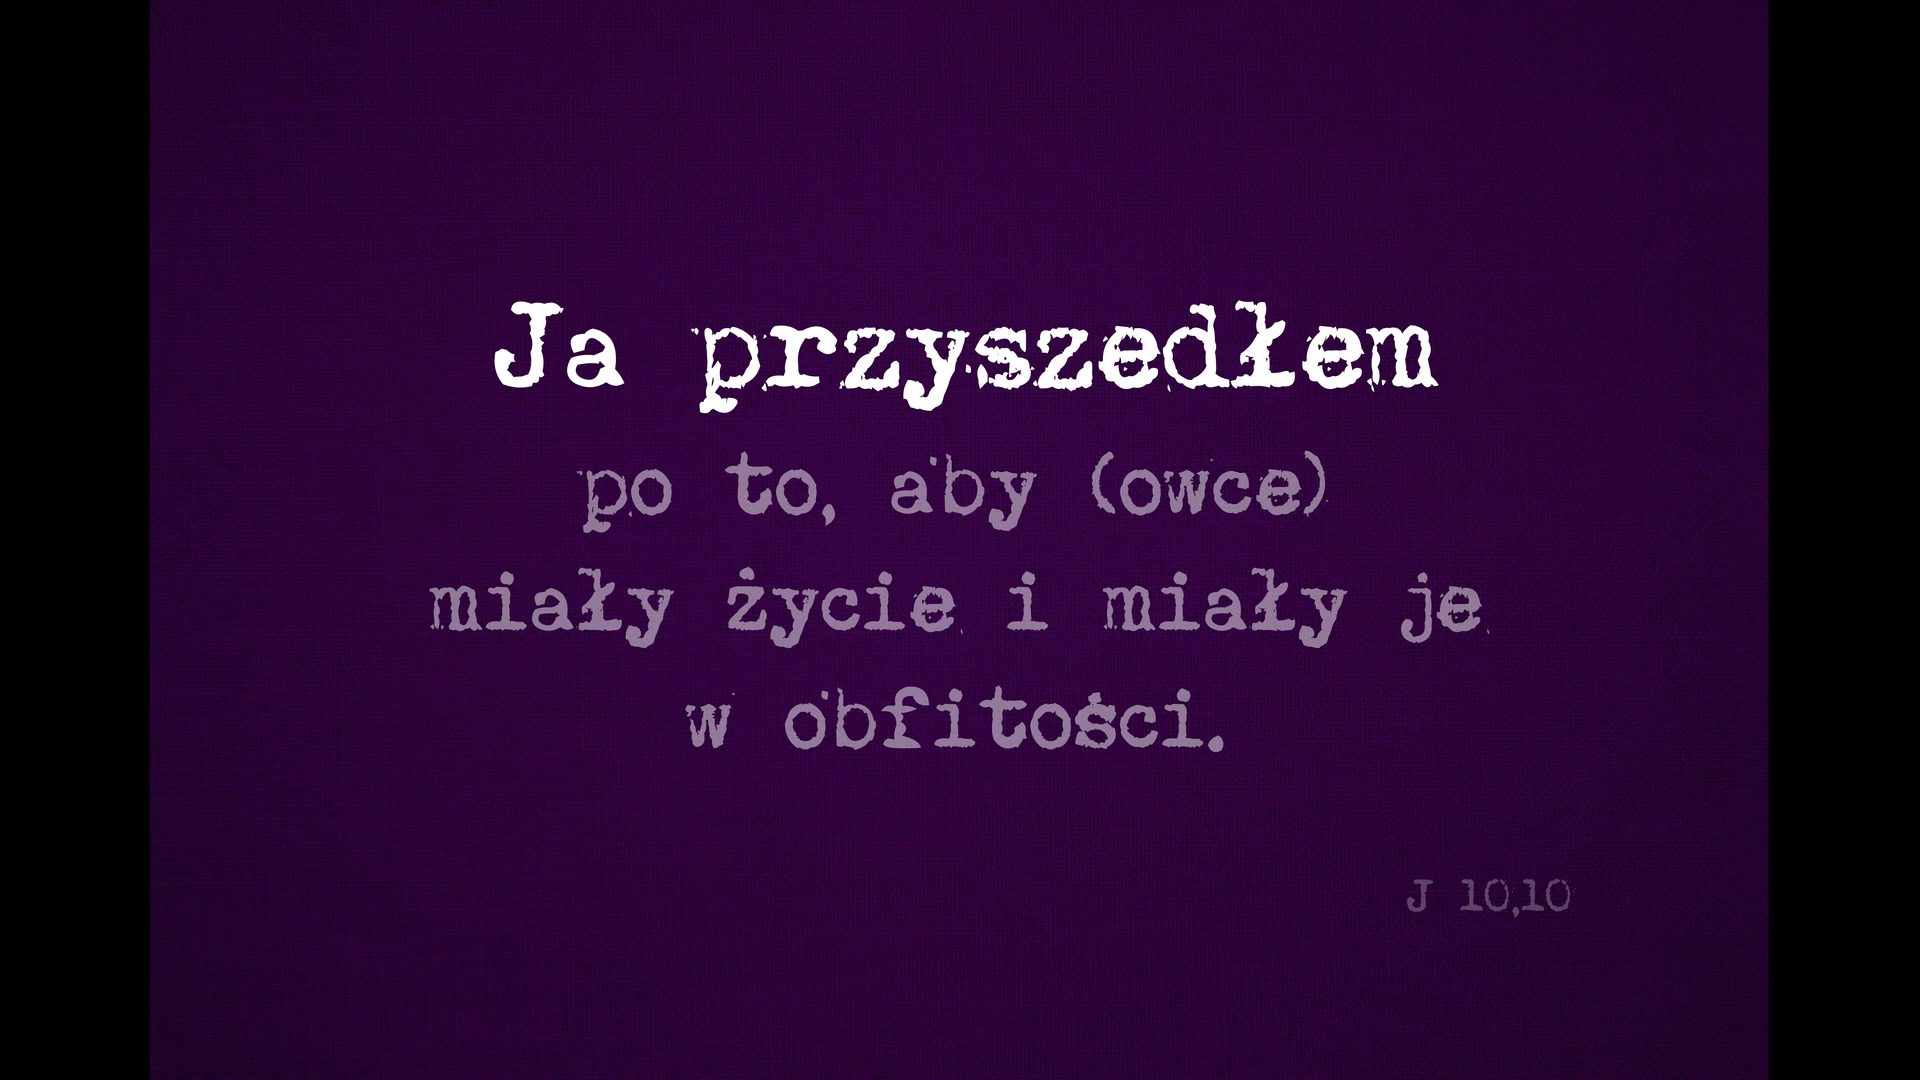 Ja przyszedłem
po to, aby (owce)
miały życie i miały je
w obfitości.
J 10,10